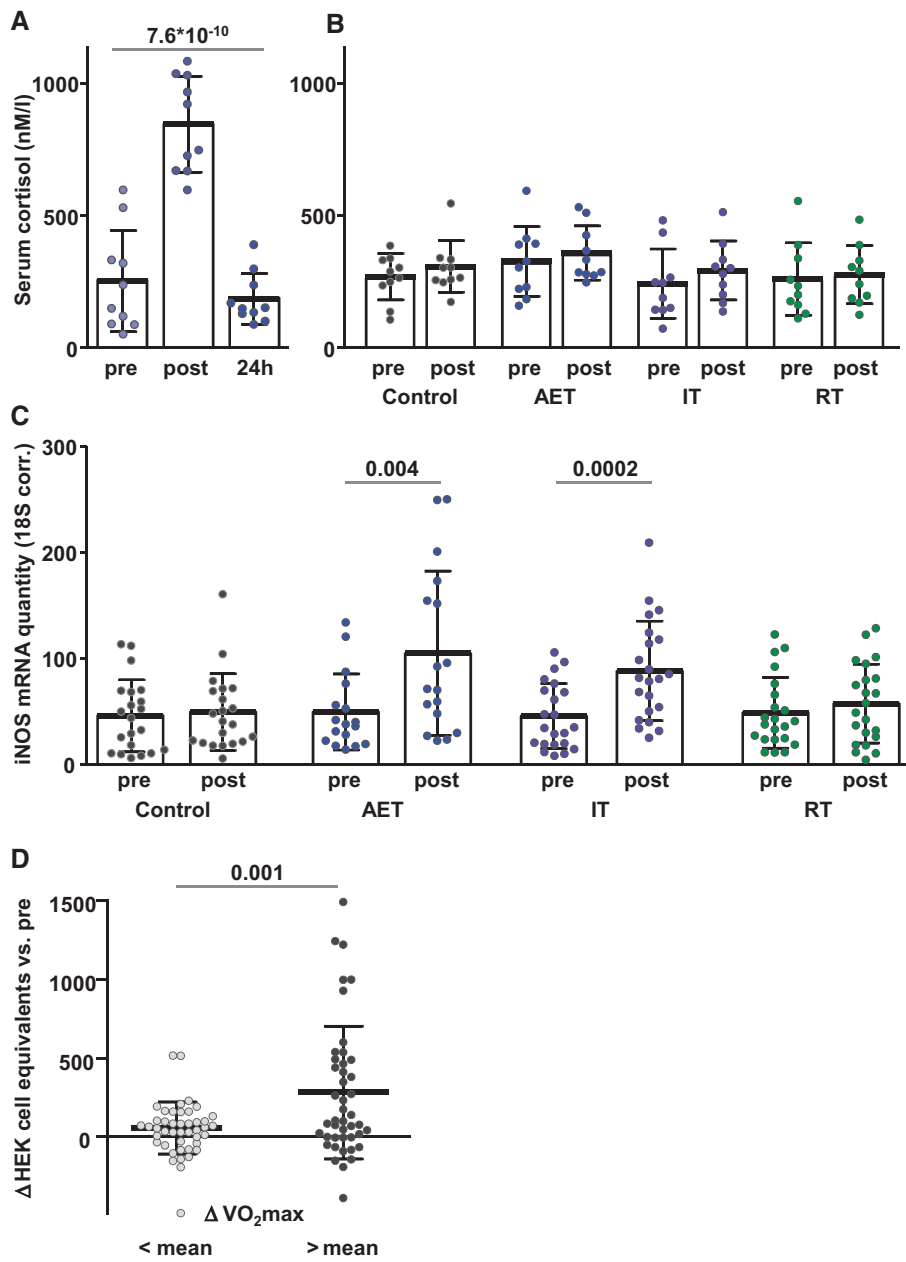 A
B
7.6*10-10
Serum cortisol (nM/l)
1000
500
0
pre post 24h
1000
500
0
pre post pre post pre post pre post
Control AET IT RT
C
iNOS mRNA quantity (18S corr.)
300
200
100
0
0.004
0.0002
pre post pre post pre post pre post
Control AET IT RT
D
ΔHEK cell equivalents vs. pre
0.001
1500
1000
500
0
Δ VO2max
< mean > mean